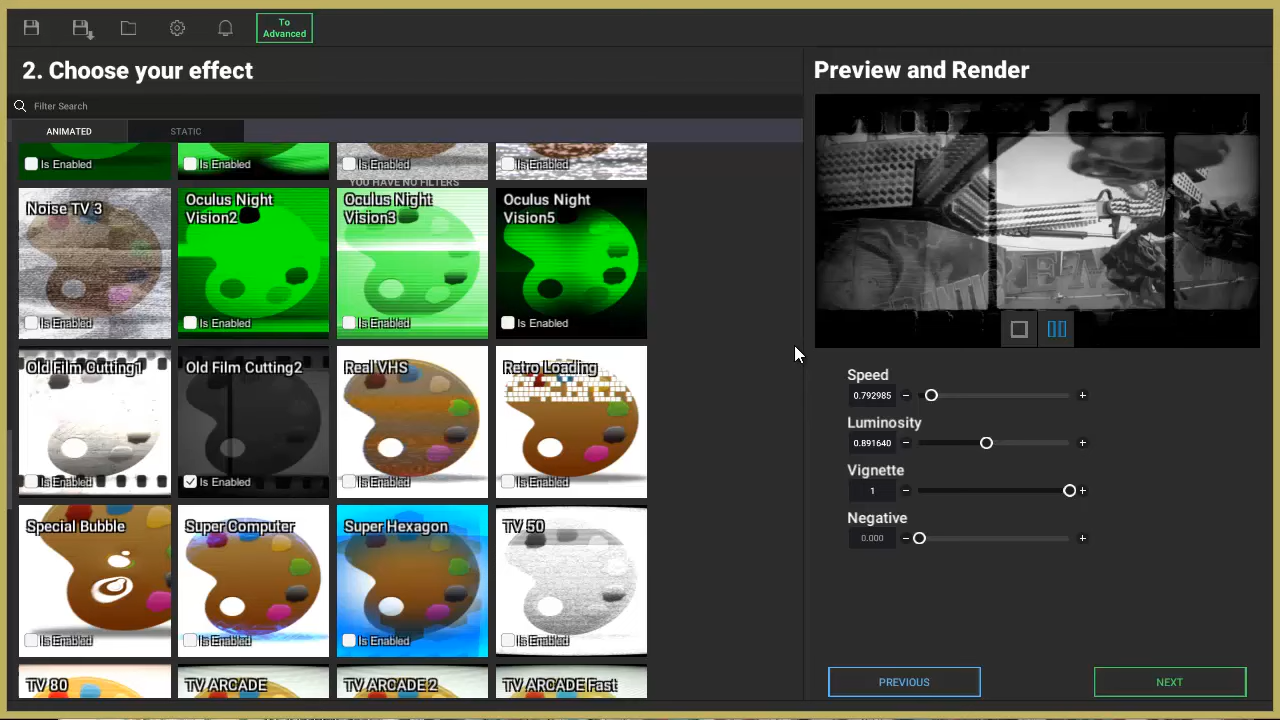 To
Advanced
2. Choose your effect
Preview and Render
Filter Search
ANIMATED
STATIC
Is Enabled
Is Enabled
Is Enabled
Is Enabled
YOU HAVE NO FILTERS
Noise TV 3
Oculus Night
Vision2
Oculus Night
Vision3
Oculus Night
Vision5
Is Enabled
Is Enabled
Is Enabled
Is Enabled
Old Film Cutting1
Old Film Cutting2
Real VHS
Retro Loading
Is Enabled
Is Enabled
Is Enabled
Is Enabled
Special Bubble
Super Computer
Super Hexagon
TV 50
Is Enabled
Is Enabled
Is Enabled
Is Enabled
TV 80
TV ARCADE
TV ARCADE 2
TV ARCADE Fast
Speed
0.792985
Luminosity
0.891640
Vignette
1
Negative
0.000
PREVIOUS
NEXT